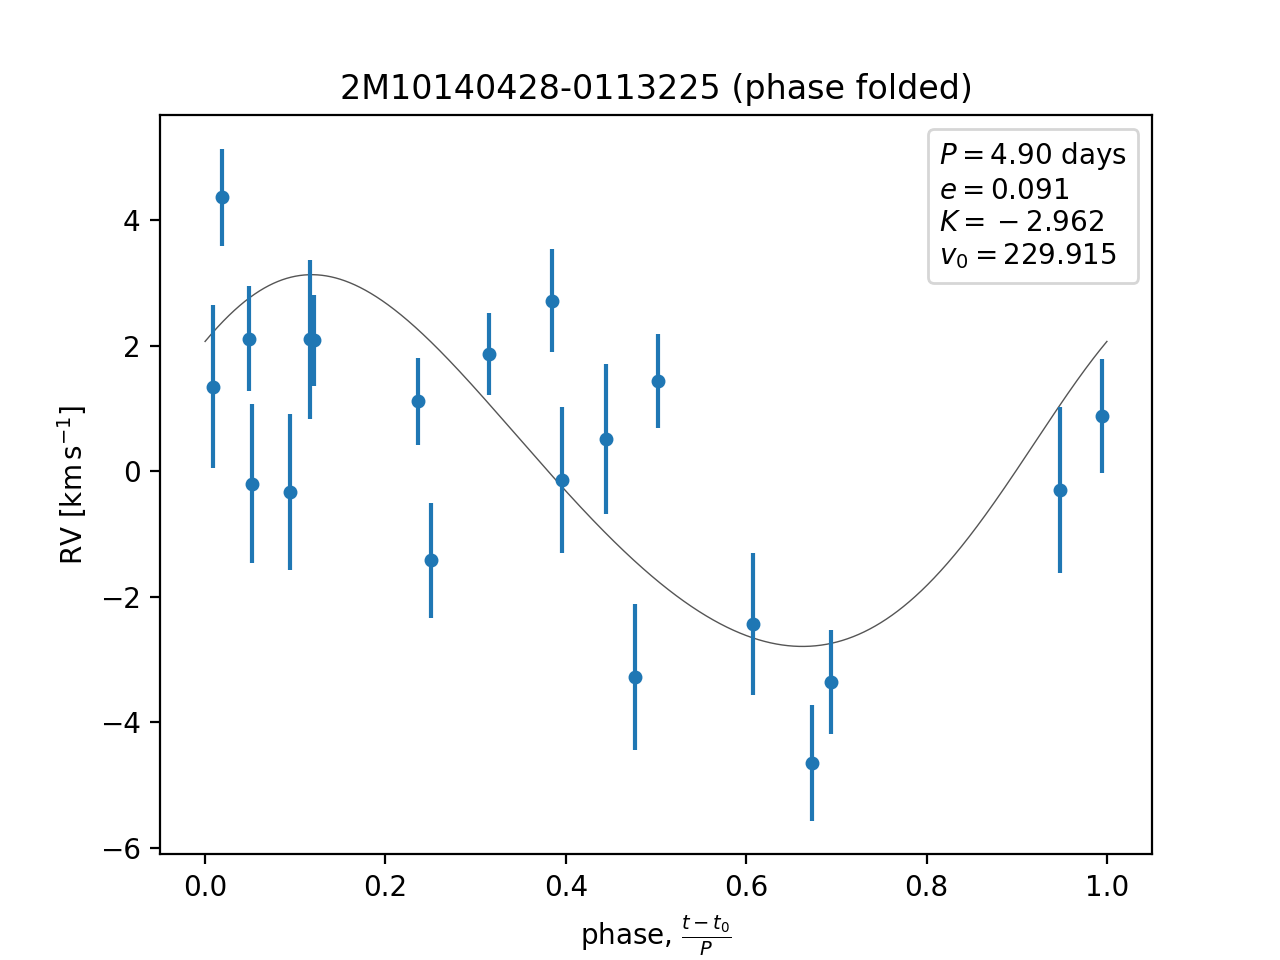 2M10140428-0113225 (phase folded)
P = 4.90 days
e = 0.091
K = −2.962
v₀ = 229.915
4
2
0
−2
−4
−6
RV [km s⁻¹]
0.0 0.2 0.4 0.6 0.8 1.0
phase, (t − t₀)/P